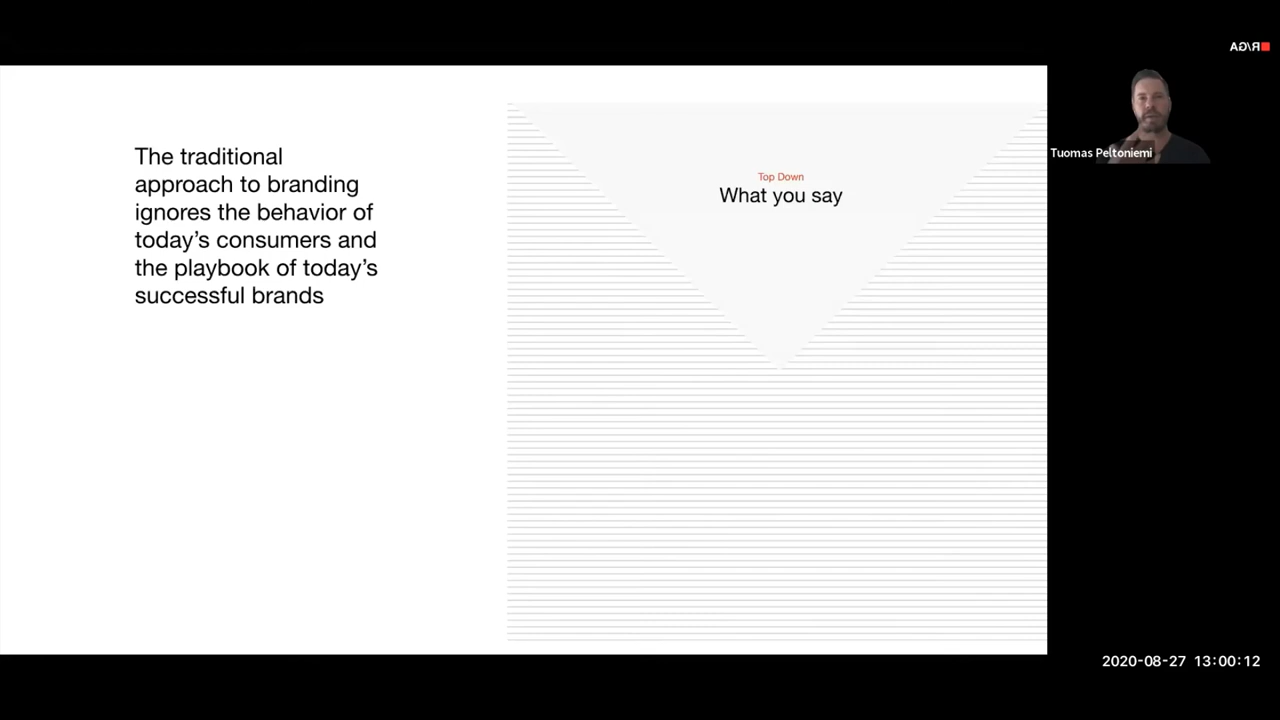 The traditional
approach to branding
ignores the behavior of
today’s consumers and
the playbook of today’s
successful brands
Top Down
What you say
R/GA
Tuomas Peltoniemi
2020-08-27 13:00:12